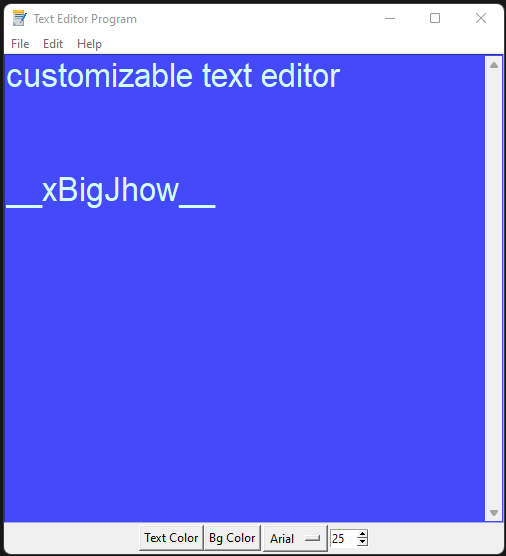 Text Editor Program
File Edit Help
customizable text editor
__xBigJhow__
Text Color Bg Color Arial 25